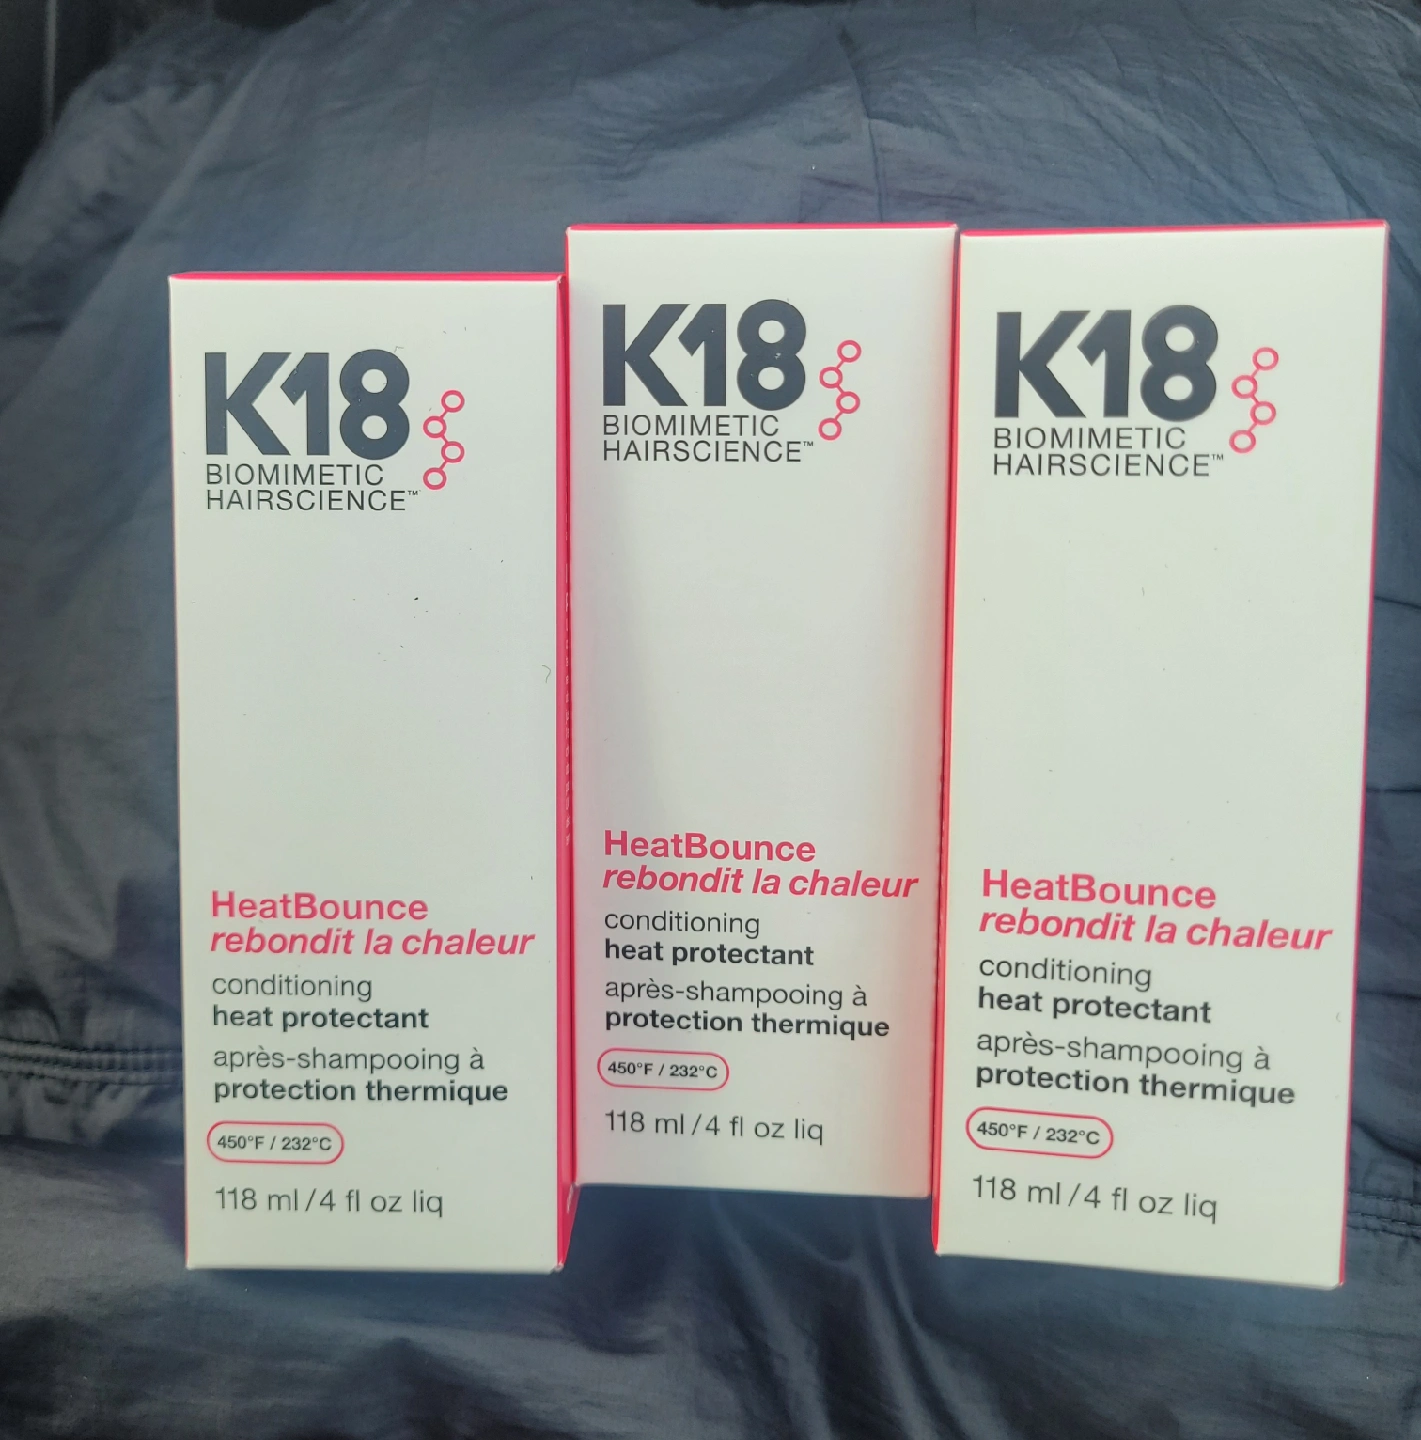 K18
BIOMIMETIC
HAIRSCIENCE™
HeatBounce
rebondit la chaleur
conditioning
heat protectant
après-shampooing à
protection thermique
450°F / 232°C
118 ml / 4 fl oz liq
K18
BIOMIMETIC
HAIRSCIENCE™
HeatBounce
rebondit la chaleur
conditioning
heat protectant
après-shampooing à
protection thermique
450°F / 232°C
118 ml / 4 fl oz liq
K18
BIOMIMETIC
HAIRSCIENCE™
HeatBounce
rebondit la chaleur
conditioning
heat protectant
après-shampooing à
protection thermique
450°F / 232°C
118 ml / 4 fl oz liq